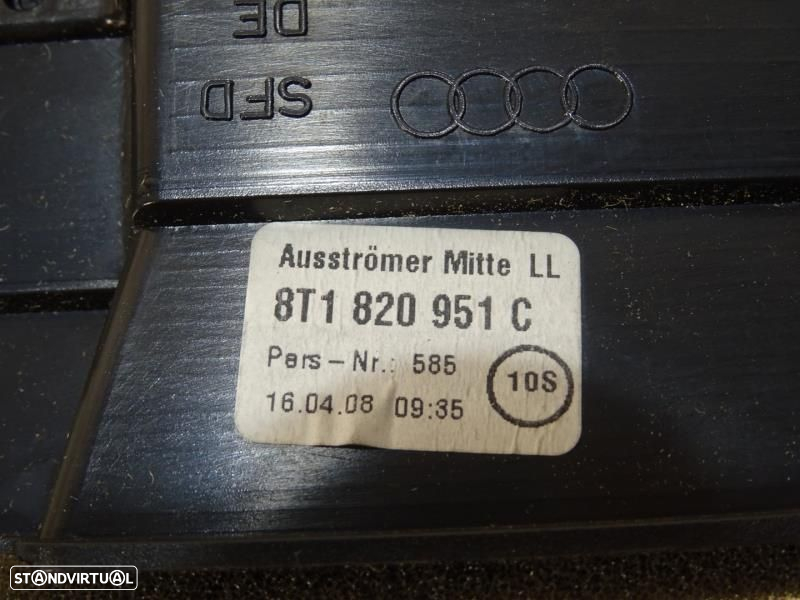 DE
SFD
Ausströmer Mitte LL
8T1 820 951 C
Pers-Nr.: 585
10S
16.04.08 09:35
STANDVIRTUAL